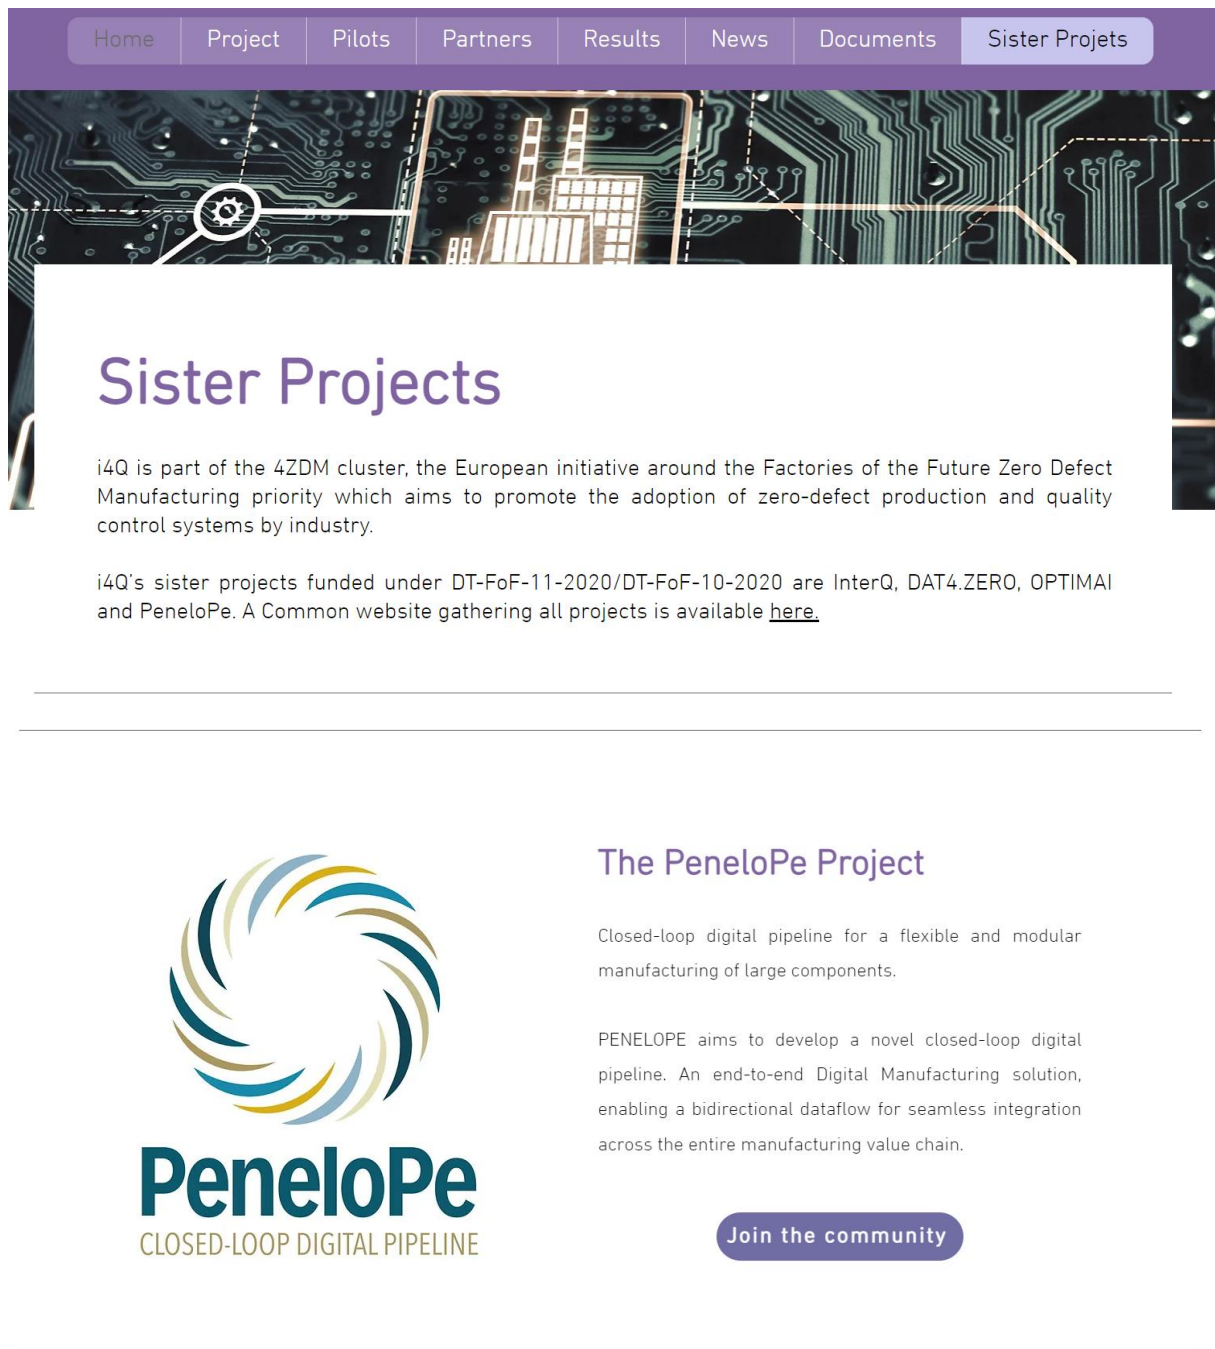 Home
Project
Pilots
Partners
Results
News
Documents
Sister Projets
Sister Projects
i4Q is part of the 4ZDM cluster, the European initiative around the Factories of the Future Zero Defect
Manufacturing priority which aims to promote the adoption of zero-defect production and quality
control systems by industry.
i4Q’s sister projects funded under DT-FoF-11-2020/DT-FoF-10-2020 are InterQ, DAT4.ZERO, OPTIMAI
and PeneloPe. A Common website gathering all projects is available here.
The PeneloPe Project
Closed-loop digital pipeline for a flexible and modular
manufacturing of large components.
PENELOPE aims to develop a novel closed-loop digital
pipeline. An end-to-end Digital Manufacturing solution,
enabling a bidirectional dataflow for seamless integration
across the entire manufacturing value chain.
Join the community
PeneloPe
CLOSED-LOOP DIGITAL PIPELINE